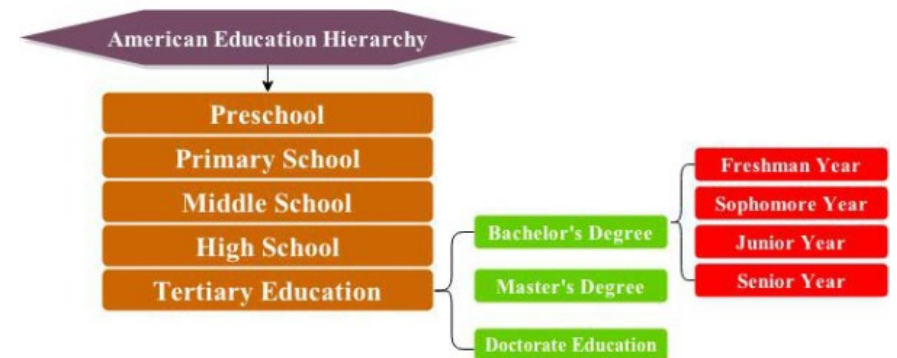 American Education Hierarchy
Preschool
Primary School
Middle School
High School
Tertiary Education
Bachelor's Degree
Master's Degree
Doctorate Education
Freshman Year
Sophomore Year
Junior Year
Senior Year